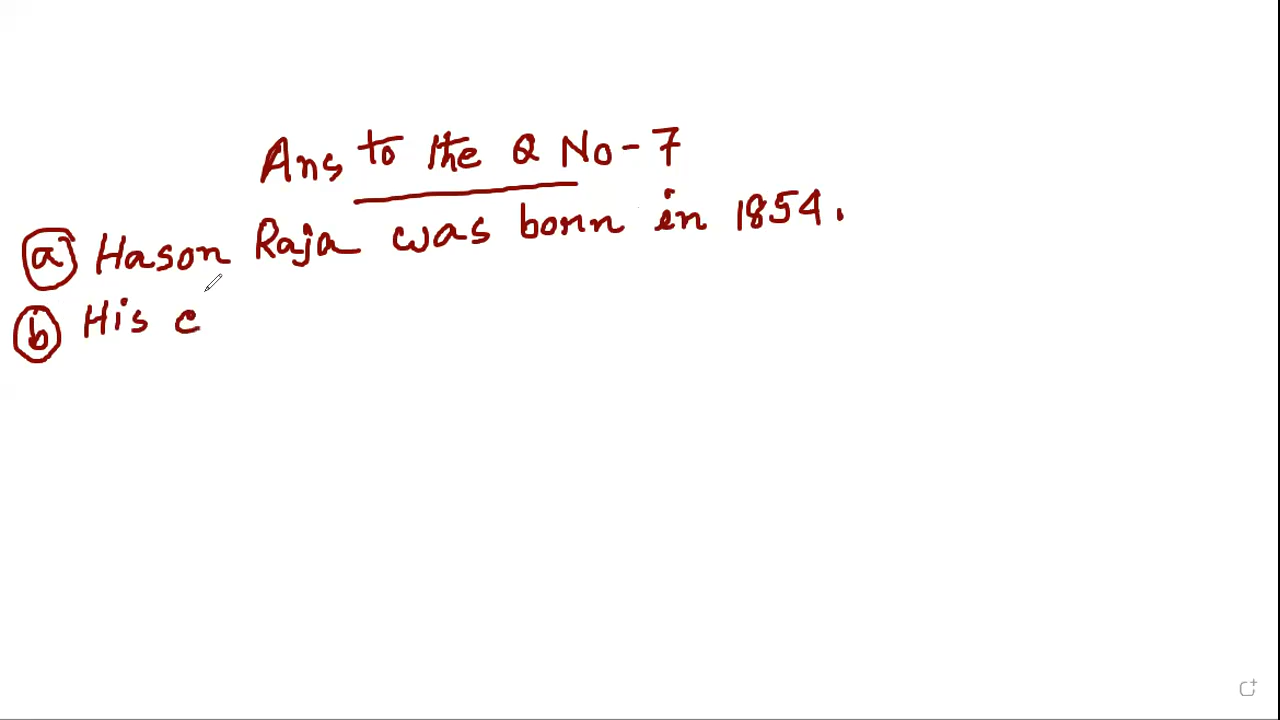 Ans to the Q No-7
a Hason Raja was born in 1854.
b His c